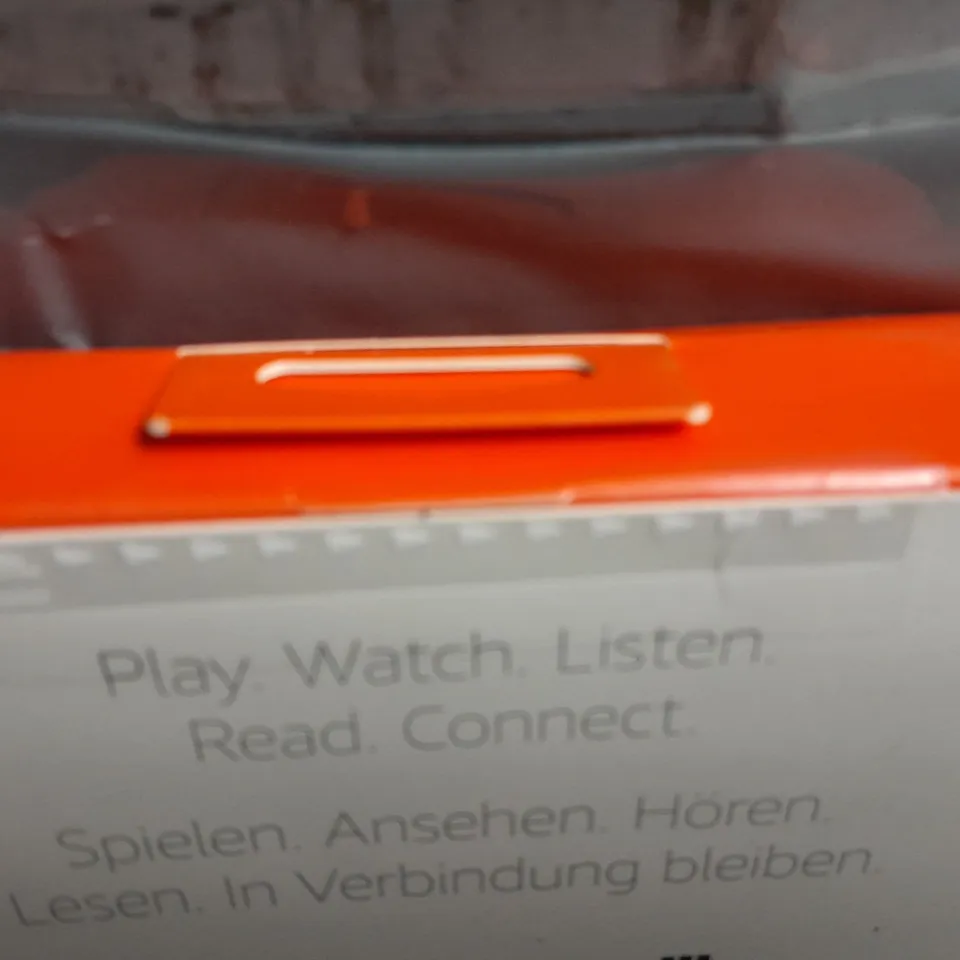 Play. Watch. Listen.
Read. Connect.
Spielen. Ansehen. Hören.
Lesen. In Verbindung bleiben.